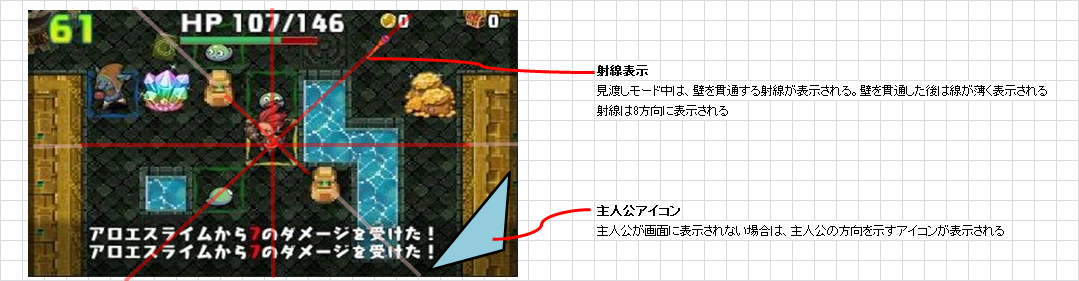 61
HP 107/146
0
0
射線表示
見渡しモード中は、壁を貫通する射線が表示される。壁を貫通した後は線が薄く表示される
射線は8方向に表示される
主人公アイコン
主人公が画面に表示されない場合は、主人公の方向を示すアイコンが表示される
アロエスライムから7のダメージを受けた!
アロエスライムから7のダメージを受けた!